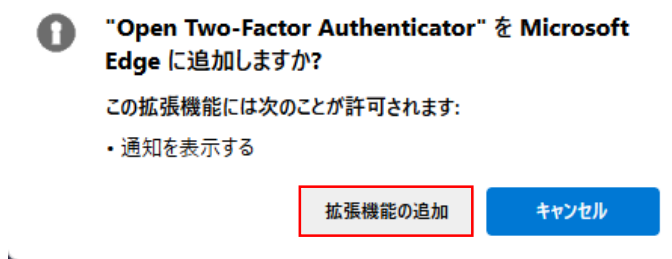 "Open Two-Factor Authenticator" を Microsoft
Edge に追加しますか?
この拡張機能には次のことが許可されます:
• 通知を表示する
拡張機能の追加
キャンセル